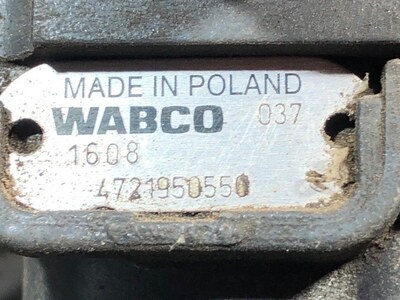 MADE IN POLAND
WABCO 037
1608
4721950550